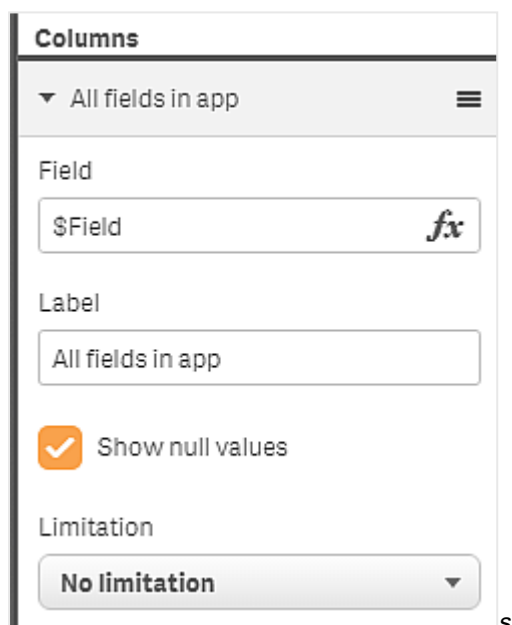 Columns
All fields in app
Field
$Field fx
Label
All fields in app
Show null values
Limitation
No limitation
s